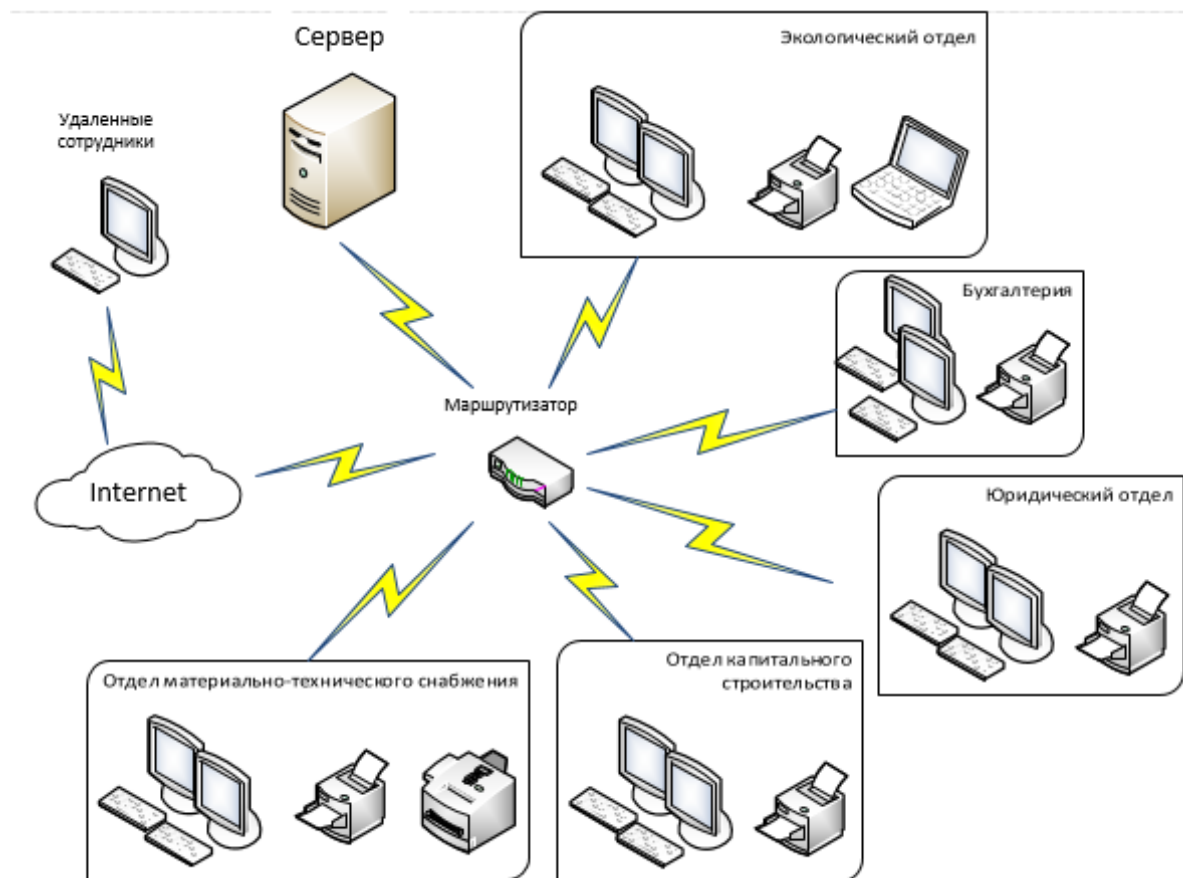 Сервер
Экологический отдел
Удаленные
сотрудники
Бухгалтерия
Маршрутизатор
Internet
Юридический отдел
Отдел капитального
строительства
Отдел материально-технического снабжения